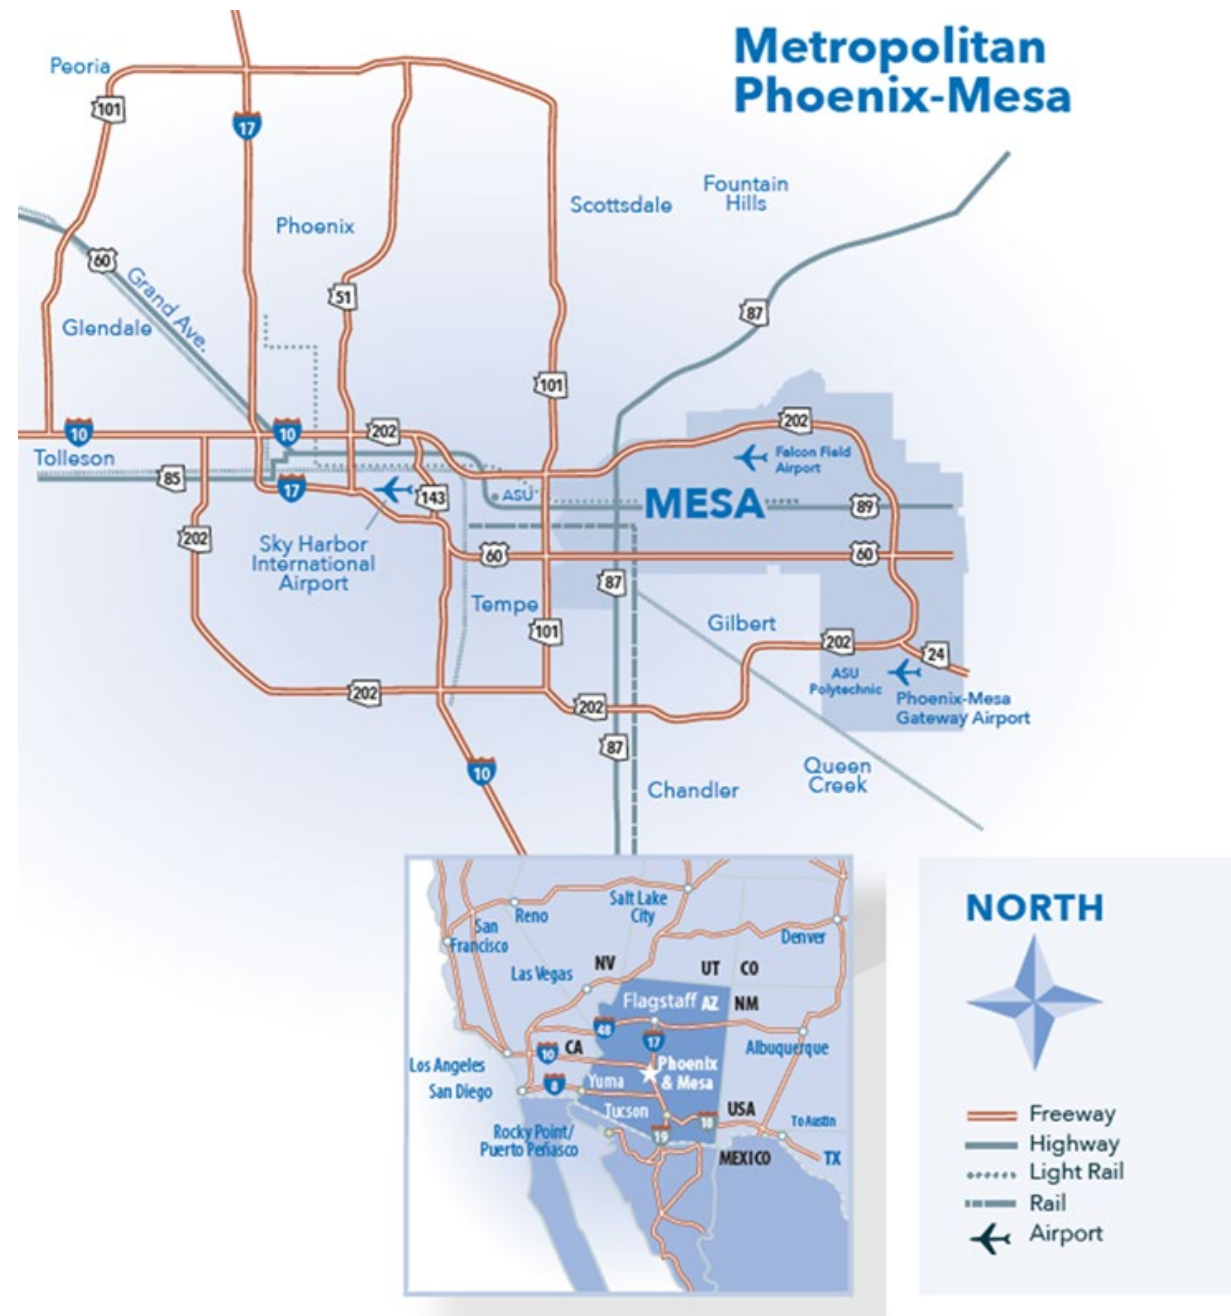 Metropolitan
Phoenix-Mesa
Peoria
101
17
Fountain
Hills
Scottsdale
Phoenix
60
Grand Ave.
51
87
Glendale
101
202
10
10
202
Tolleson
Falcon Field
Airport
85
17
143
ASU
MESA
89
202
Sky Harbor
International
Airport
60
60
87
Tempe
101
Gilbert
202
24
ASU
Polytechnic
Phoenix-Mesa
Gateway Airport
202
202
87
10
Queen
Creek
Chandler
Reno
Salt Lake
City
San
Francisco
Denver
Las Vegas
NV
UT
CO
Flagstaff
AZ
NM
48
17
10
CA
Albuquerque
Los Angeles
Phoenix
& Mesa
San Diego
8
Yuma
Tucson
10
USA
To Austin
19
Rocky Point/
Puerto Peñasco
MEXICO
TX
NORTH
Freeway
Highway
Light Rail
Rail
Airport